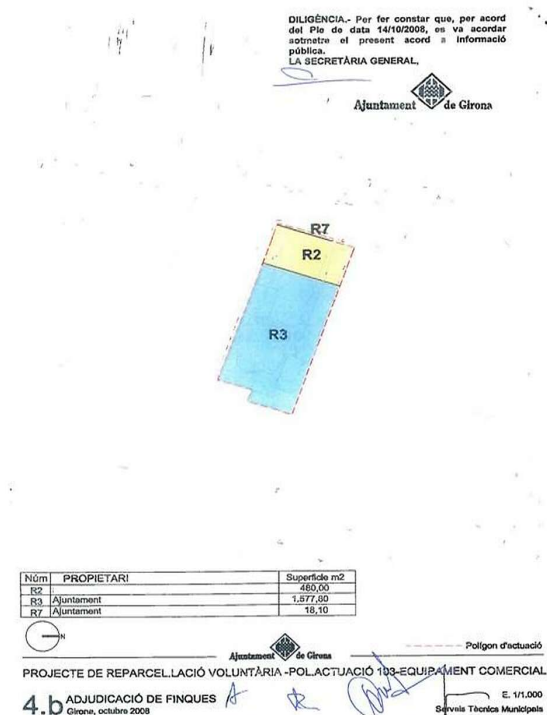 DILIGÈNCIA.- Per fer constar que, per acord
del Ple de data 14/10/2008, es va acordar
sotmetre el present acord a informació
pública.
LA SECRETÀRIA GENERAL,
Ajuntament de Girona
R7
R2
R3
Núm PROPIETARI Superfície m2
R2 480,00
R3 Ajuntament 1.577,80
R7 Ajuntament 18,10
N
Ajuntament de Girona
Polígon d'actuació
PROJECTE DE REPARCEL.LACIÓ VOLUNTÀRIA -POL.ACTUACIÓ 103-EQUIPAMENT COMERCIAL
4.b ADJUDICACIÓ DE FINQUES
Girona, octubre 2008
E. 1/1.000
Serveis Tècnics Municipals